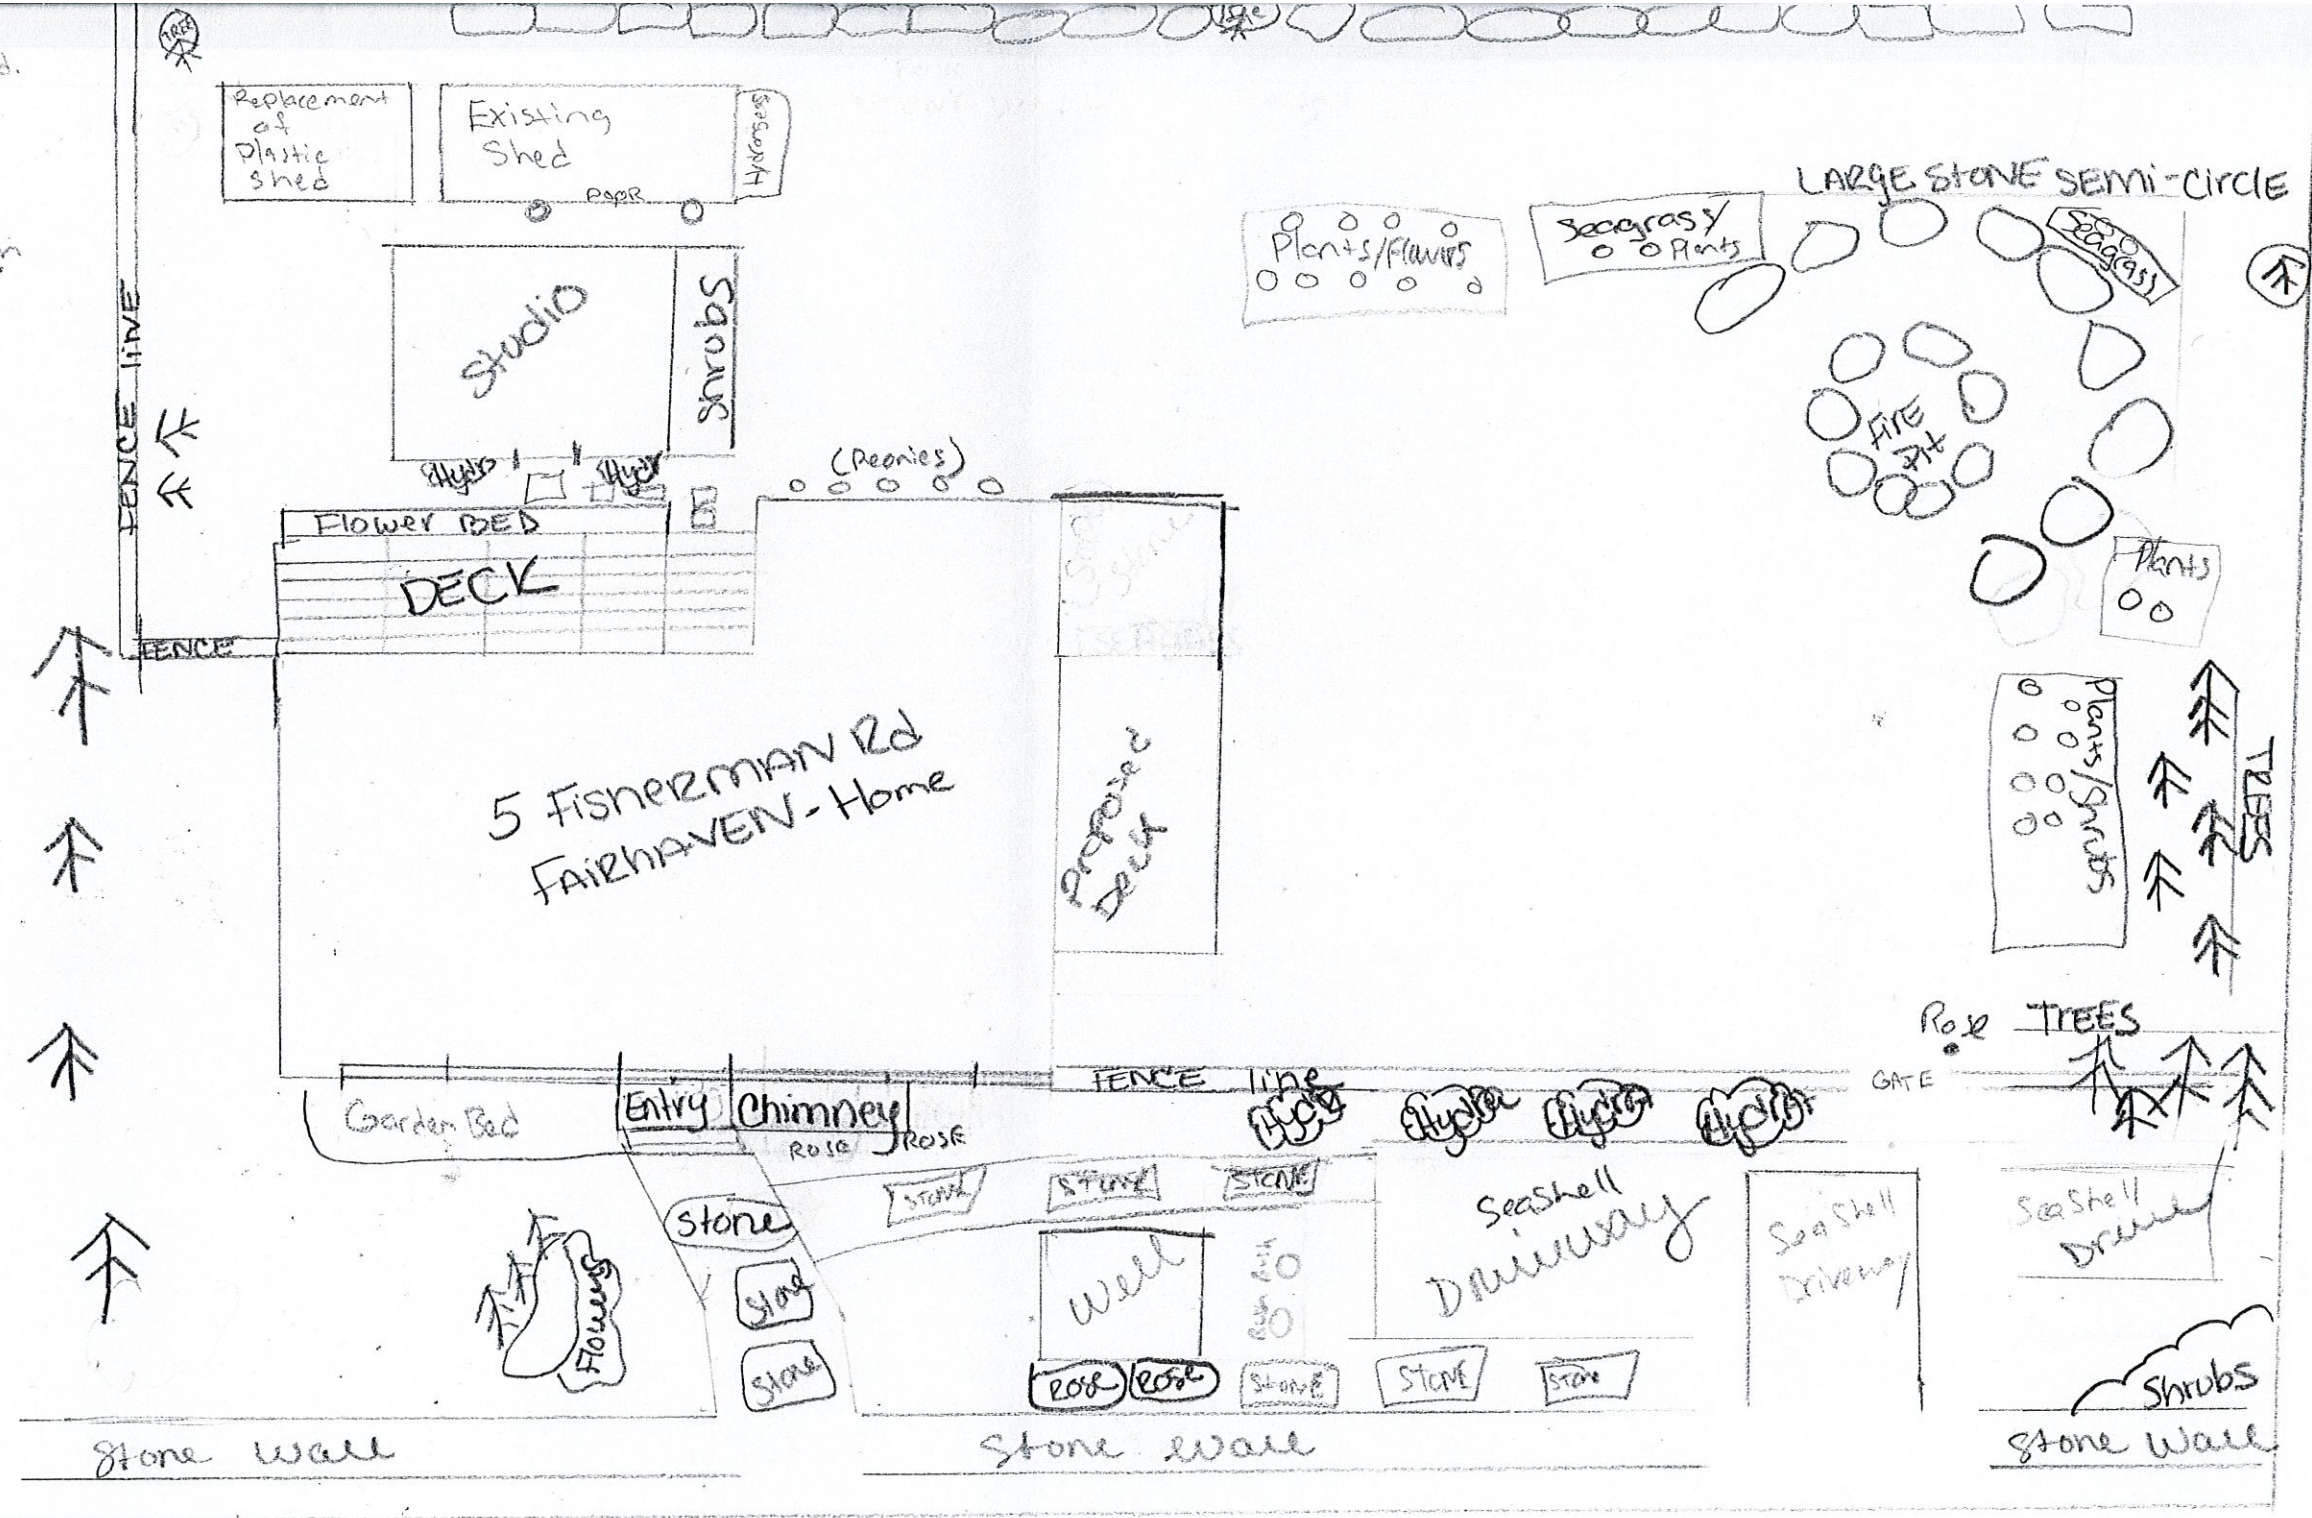 TREE
Replacement
of
Plastic
Shed
Existing
Shed
Hydrangeas
LARGE STONE SEMI-CIRCLE
Plants/Flowers
Seagrass/
Plants
Seagrass
FENCE line
Studio
Shrubs
(Peonies)
Hydra
Flower BED
DECK
Fire
Pit
Plants
FENCE
5 FishERMAN Rd
FAIRHAVEN - Home
Proposed
Deck
Plants/Shrubs
TREES
Rose
TREES
FENCE line
GATE
Garden Bed
Entry
Chimney
ROSE
ROSE
Hydra
Hydra
Hydra
Hydra
STONE
STONE
STONE
Stone
Stone
Stone
Flowers
Well
SeaShell
Driveway
SeaShell
Driveway
SeaShell
ROSE
ROSE
STONE
STONE
STON
Shrubs
Stone Wall
Stone Wall
Stone Wall